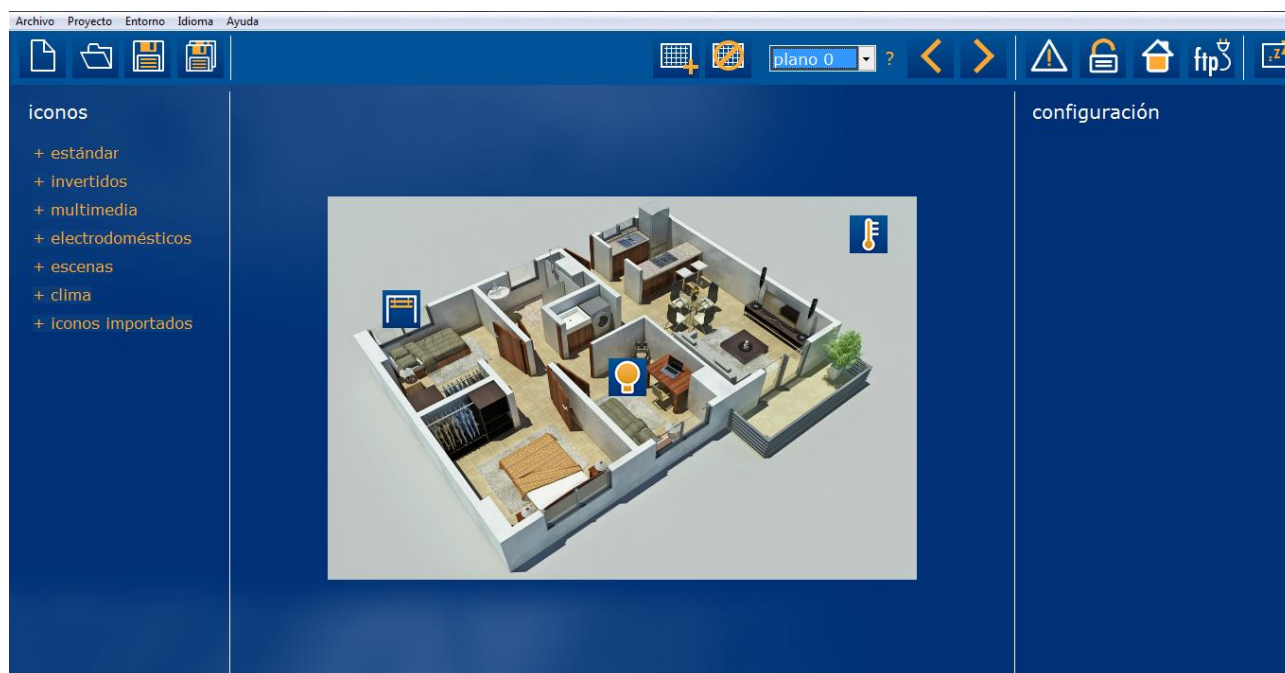 Archivo Proyecto Entorno Idioma Ayuda
plano 0 ? ftp
iconos
configuración
+ estándar
+ invertidos
+ multimedia
+ electrodomésticos
+ escenas
+ clima
+ iconos importados